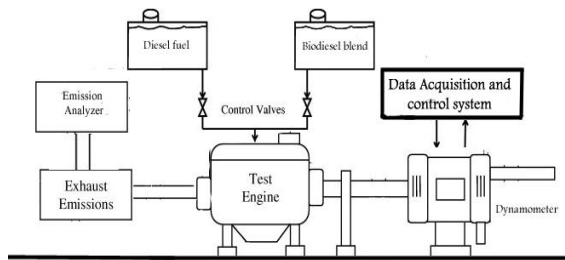 Diesel fuel
Biodiesel blend
Emission
Analyzer
Control Valves
Data Acquisition and
control system
Exhaust
Emissions
Test
Engine
Dynamometer